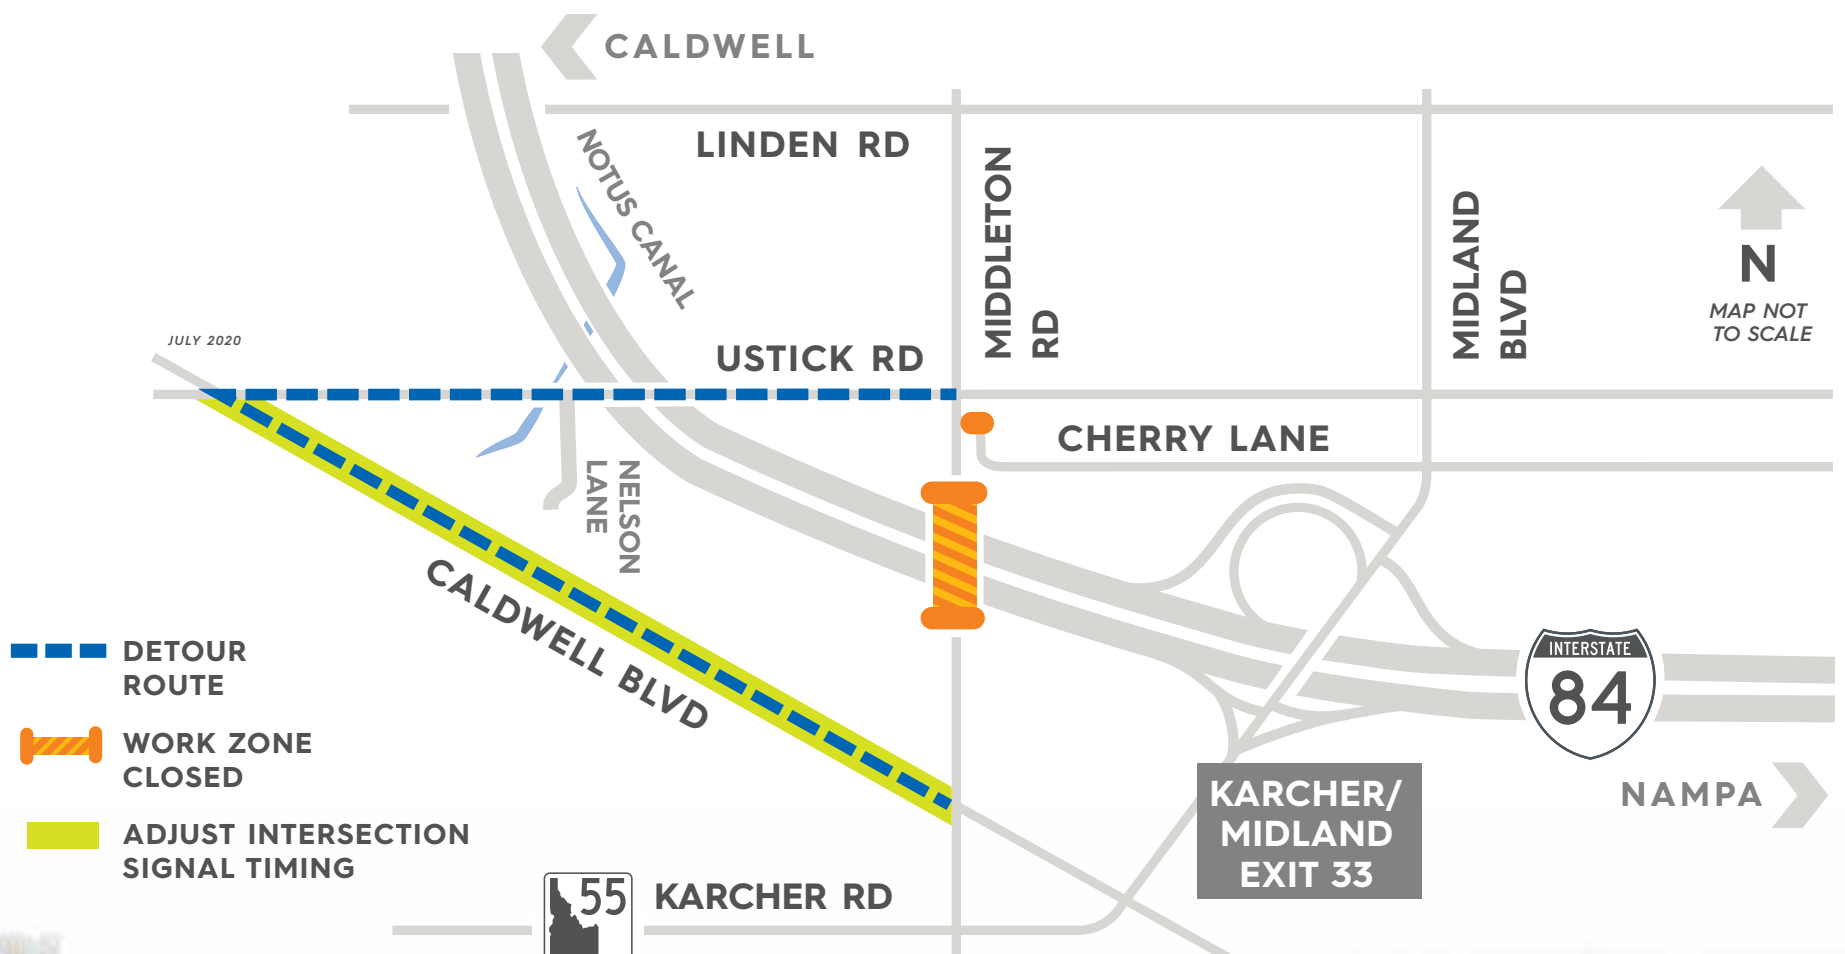 CALDWELL
LINDEN RD
NOTUS CANAL
MIDDLETON
RD
MIDLAND
BLVD
N
MAP NOT
TO SCALE
JULY 2020
USTICK RD
CHERRY LANE
NELSON
LANE
CALDWELL BLVD
INTERSTATE
84
DETOUR
ROUTE
WORK ZONE
CLOSED
ADJUST INTERSECTION
SIGNAL TIMING
KARCHER/
MIDLAND
EXIT 33
NAMPA
55
KARCHER RD